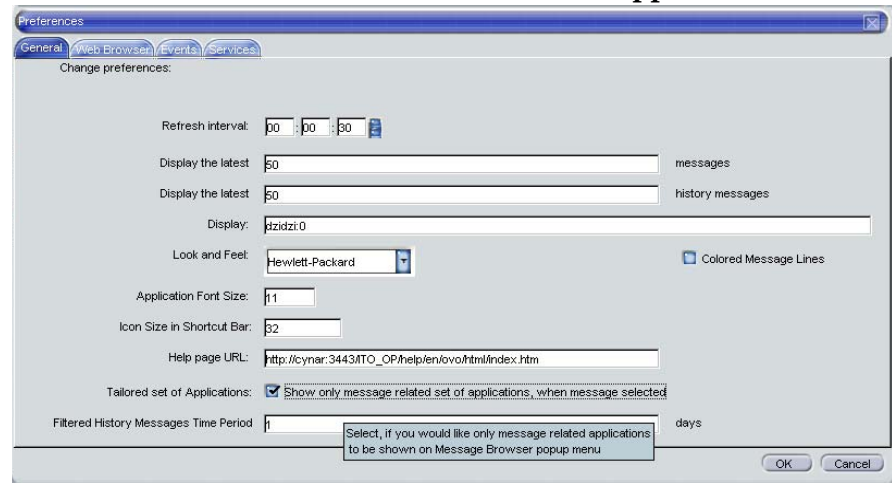 Preferences
General Web Browser Events Services
Change preferences:
Refresh interval: 00 : 00 : 30
Display the latest 50 messages
Display the latest 50 history messages
Display: dzidzi:0
Look and Feel: Hewlett-Packard Colored Message Lines
Application Font Size: 11
Icon Size in Shortcut Bar: 32
Help page URL: http://cynar:3443/ITO_OP/help/en/ovo/html/index.htm
Tailored set of Applications: Show only message related set of applications, when message selected
Filtered History Messages Time Period 1 days
Select, if you would like only message related applications
to be shown on Message Browser popup menu
OK Cancel